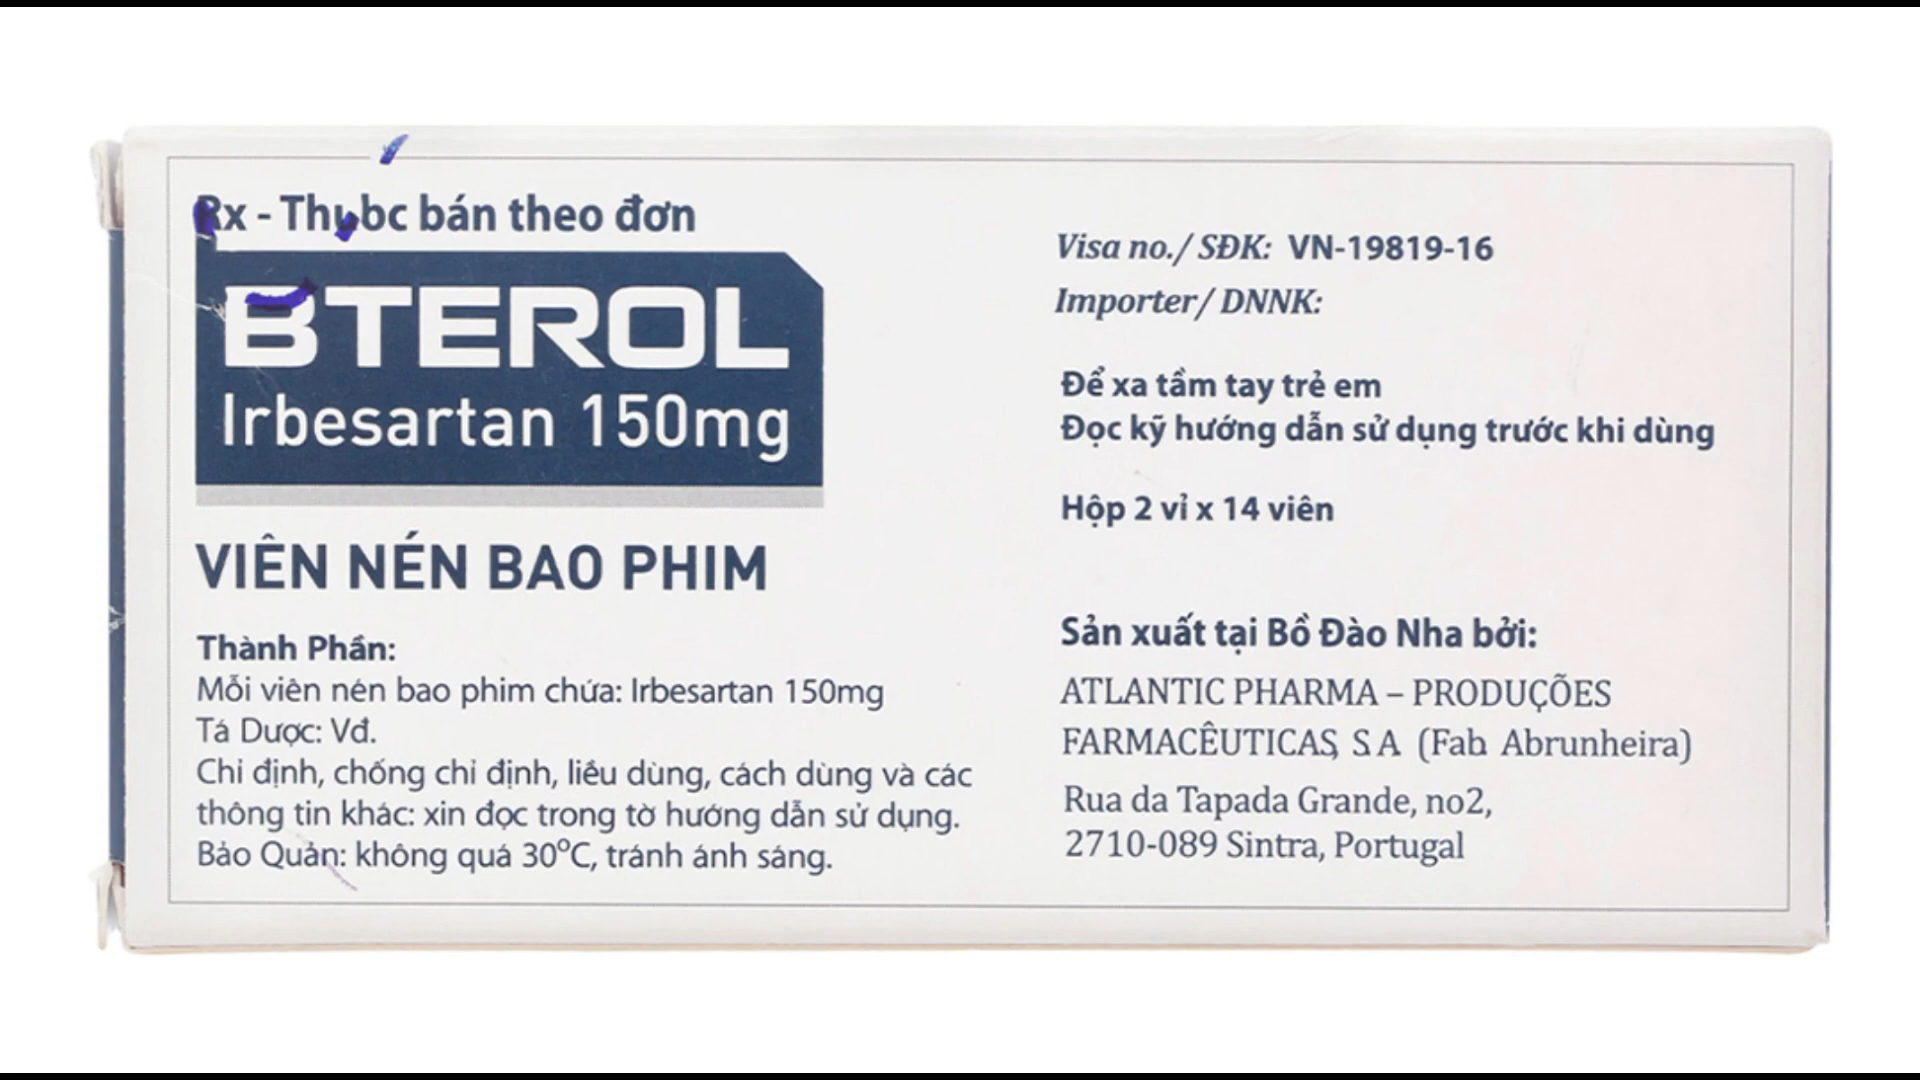 Rx - Thụbc bán theo đơn
BTEROL
Irbesartan 150mg
VIÊN NÉN BAO PHIM
Thành Phần:
Mỗi viên nén bao phim chứa: Irbesartan 150mg
Tá Dược: Vđ.
Chỉ định, chống chỉ định, liều dùng, cách dùng và các
thông tin khác: xin đọc trong tờ hướng dẫn sử dụng.
Bảo Quản: không quá 30ºC, tránh ánh sáng.
Visa no./ SĐK: VN-19819-16
Importer/ DNNK:
Để xa tầm tay trẻ em
Đọc kỹ hướng dẫn sử dụng trước khi dùng
Hộp 2 vỉ x 14 viên
Sản xuất tại Bồ Đào Nha bởi:
ATLANTIC PHARMA – PRODUÇÕES
FARMACÊUTICAS, S.A (Fab Abrunheira)
Rua da Tapada Grande, no2,
2710-089 Sintra, Portugal